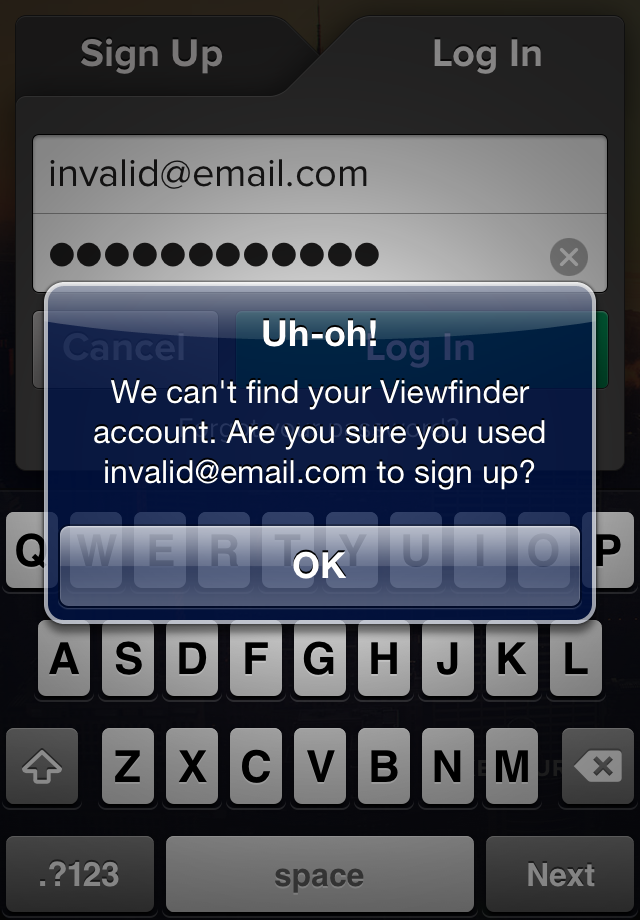 Sign Up Log In
invalid@email.com
●●●●●●●●●●●●
Cancel Log In
Uh-oh!
We can't find your Viewfinder
account. Are you sure you used
invalid@email.com to sign up?
OK
Q W E R T Y U I O P
A S D F G H J K L
Z X C V B N M
.?123 space Next